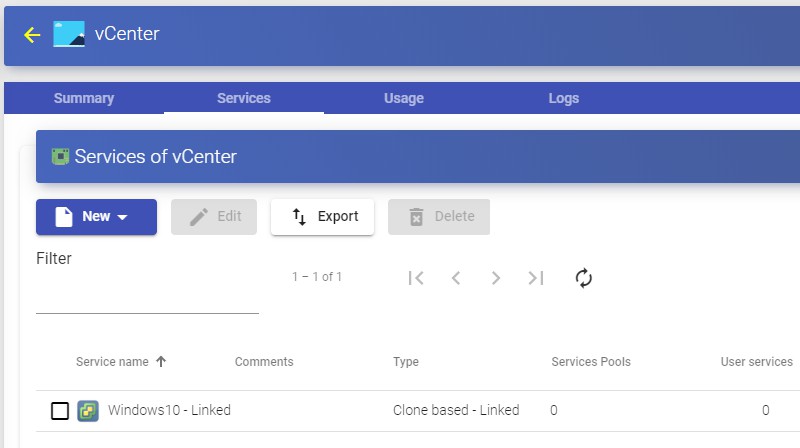 vCenter
Summary Services Usage Logs
Services of vCenter
New Edit Export Delete
Filter
1 – 1 of 1
Service name Comments Type Services Pools User services
Windows10 - Linked Clone based - Linked 0 0